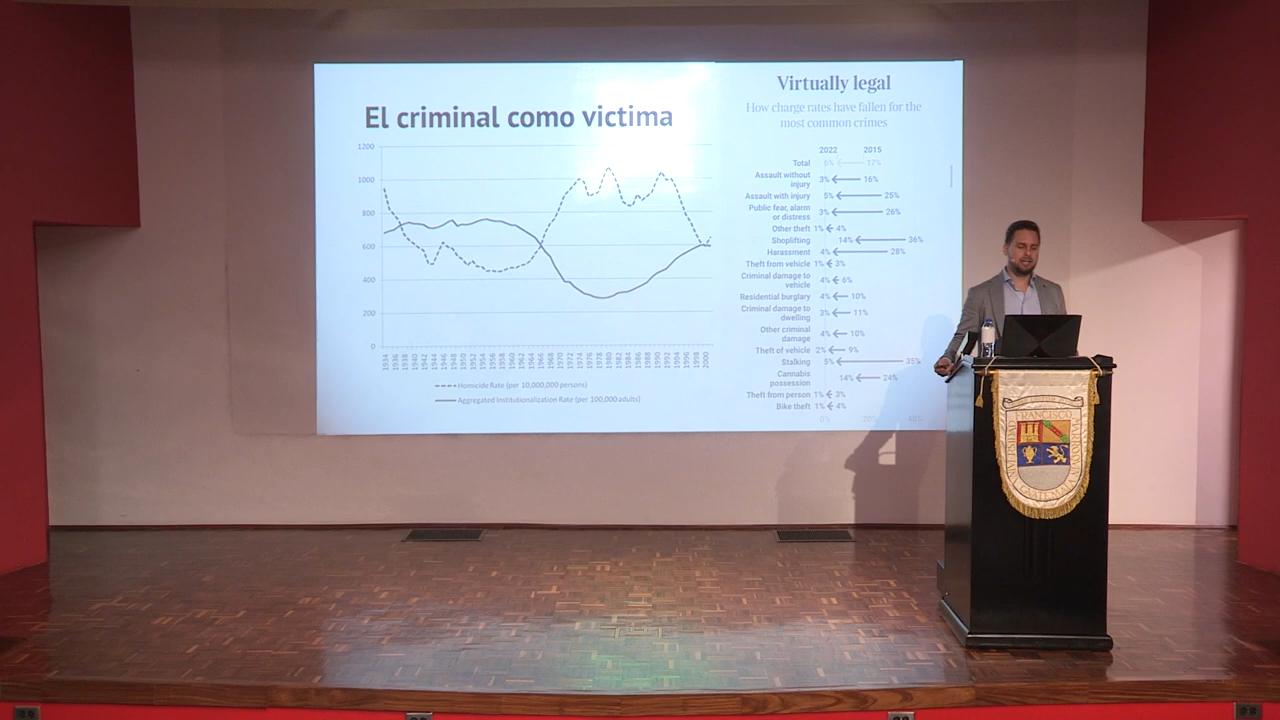 El criminal como victima
1200
1000
800
600
400
200
0
1934 1936 1938 1940 1942 1944 1946 1948 1950 1952 1954 1956 1958 1960 1962 1964 1966 1968 1970 1972 1974 1976 1978 1980 1982 1984 1986 1988 1990 1992 1994 1996 1998 2000
Homicide Rate (per 10,000,000 persons)
Aggregated Institutionalization Rate (per 100,000 adults)
Virtually legal
How charge rates have fallen for the
most common crimes
2022 2015
Total 6% 17%
Assault without
injury 3% 16%
Assault with injury 5% 25%
Public fear, alarm
or distress 3% 26%
Other theft 1% 4%
Shoplifting 14% 36%
Harassment 4% 28%
Theft from vehicle 1% 3%
Criminal damage to
vehicle 4% 6%
Residential burglary 4% 10%
Criminal damage to
dwelling 3% 11%
Other criminal
damage 4% 10%
Theft of vehicle 2% 9%
Stalking 5% 35%
Cannabis
possession 14% 24%
Theft from person 1% 3%
Bike theft 1% 4%
0% 20% 40%
UNIVERSIDAD FRANCISCO MARROQUIN
GUATEMALA